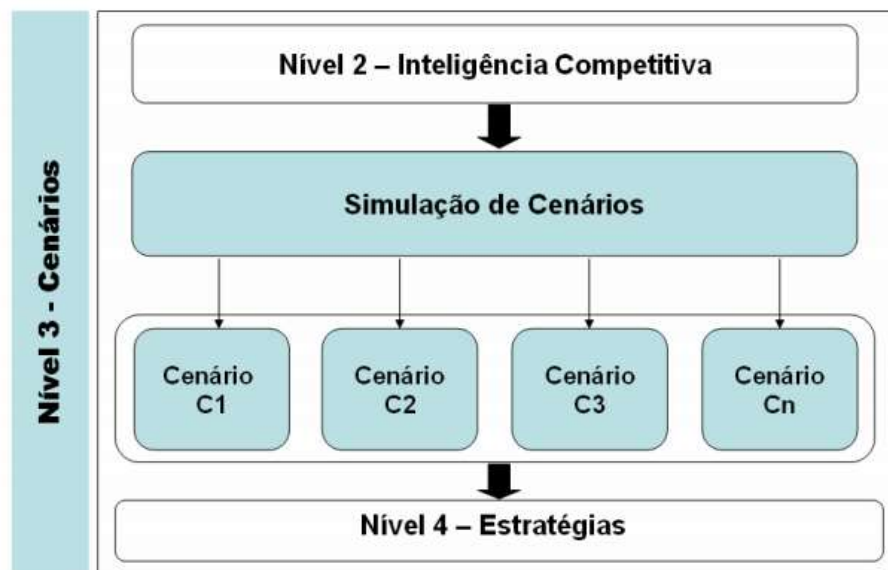 Nível 3 - Cenários
Nível 2 – Inteligência Competitiva
Simulação de Cenários
Cenário
C1
Cenário
C2
Cenário
C3
Cenário
Cn
Nível 4 – Estratégias